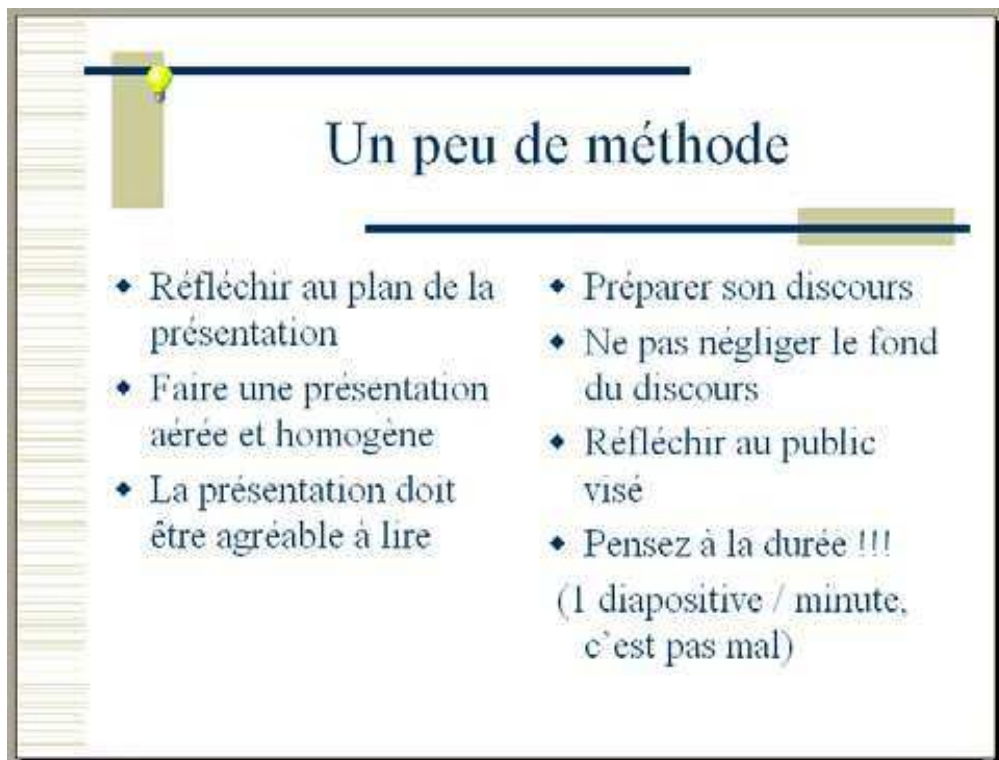 Un peu de méthode
Réfléchir au plan de la
présentation
Faire une présentation
aérée et homogène
La présentation doit
être agréable à lire
Préparer son discours
Ne pas négliger le fond
du discours
Réfléchir au public
visé
Pensez à la durée !!!
(1 diapositive / minute,
c'est pas mal)